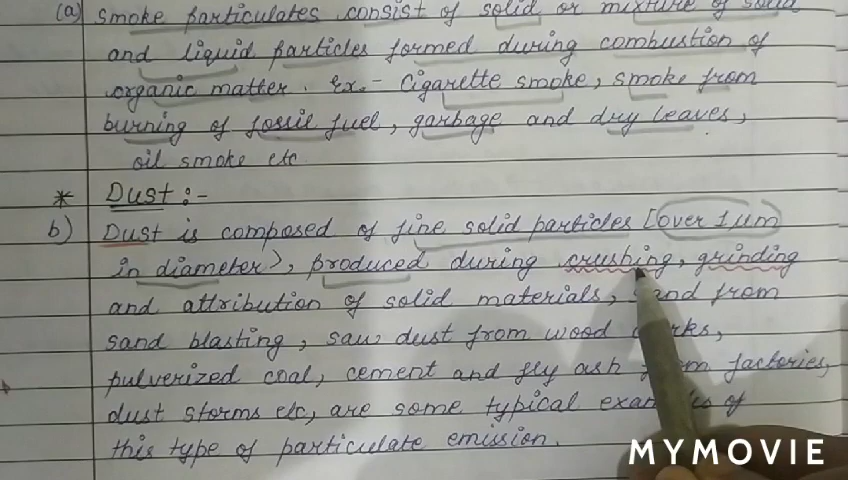 (a) smoke particulates consist of solid or mixture of solid
and liquid particles formed during combustion of
organic matter. Ex.- Cigarette smoke, smoke from
burning of fossil fuel, garbage and dry leaves,
oil smoke etc
* Dust :-
b) Dust is composed of fine solid particles [over 1 µm
in diameter), produced during crushing, grinding
and attribution of solid materials, sand from
sand blasting, saw dust from wood
pulverized coal, cement and fly ash factories,
dust storms etc, are some typical of
this type of particulate emission.
MYMOVIE